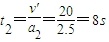 t₂ = v'/a₂ = 20/2.5 = 8s